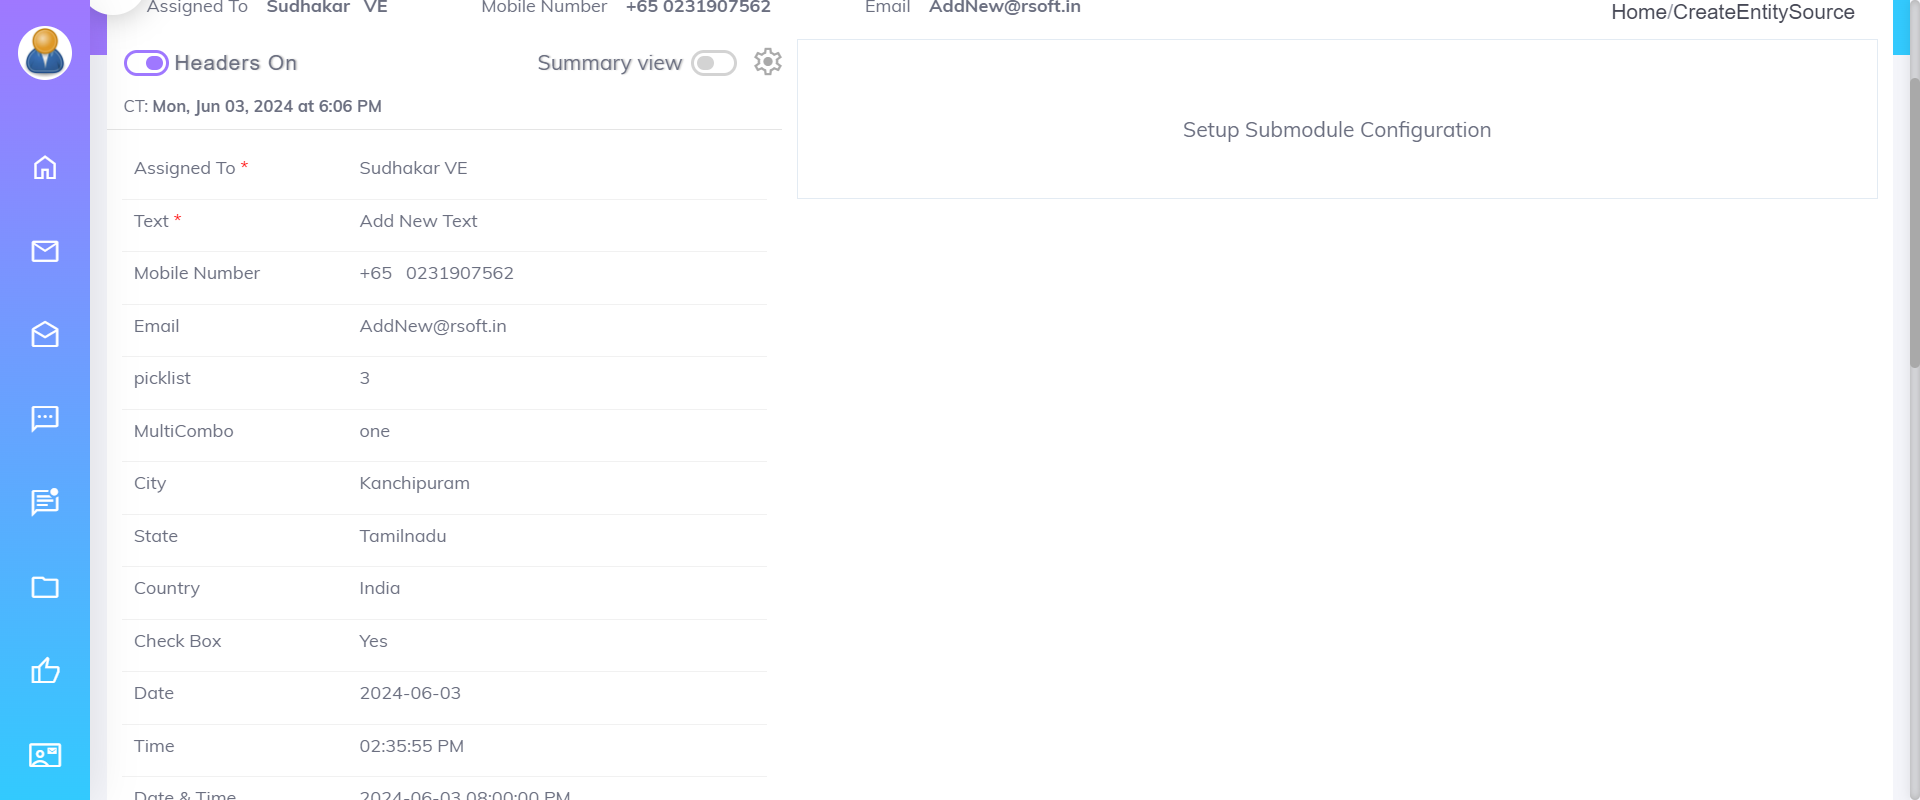 Assigned To Sudhakar VE Mobile Number +65 0231907562 Email AddNew@rsoft.in
Home/CreateEntitySource
Headers On Summary view
CT: Mon, Jun 03, 2024 at 6:06 PM
Setup Submodule Configuration
Assigned To * Sudhakar VE
Text * Add New Text
Mobile Number +65 0231907562
Email AddNew@rsoft.in
picklist 3
MultiCombo one
City Kanchipuram
State Tamilnadu
Country India
Check Box Yes
Date 2024-06-03
Time 02:35:55 PM
Date & Time 2024-06-03 08:00:00 PM